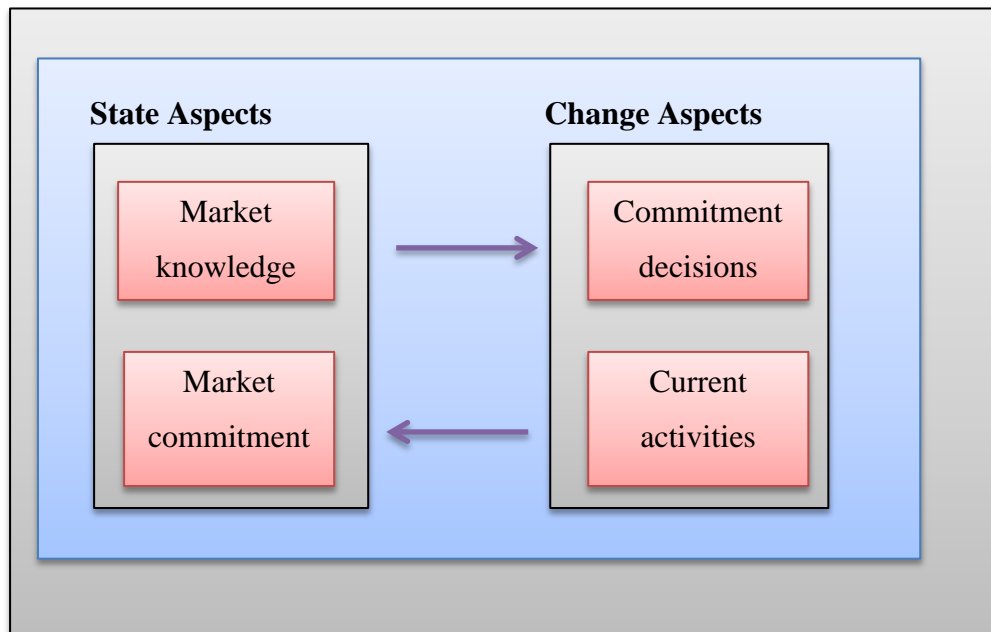 State Aspects
Change Aspects
Market
knowledge
Commitment
decisions
Market
commitment
Current
activities